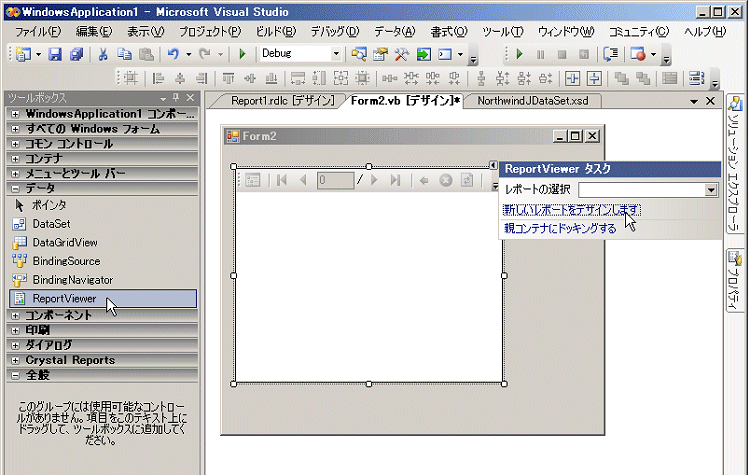 WindowsApplication1 - Microsoft Visual Studio
ファイル(F) 編集(E) 表示(V) プロジェクト(P) ビルド(B) デバッグ(D) データ(A) 書式(O) ツール(T) ウィンドウ(W) コミュニティ(C) ヘルプ(H)
Debug
ツールボックス
Report1.rdlc [デザイン] Form2.vb [デザイン]* NorthwindJDataSet.xsd
WindowsApplication1 コンポー...
すべての Windows フォーム
コモン コントロール
コンテナ
メニューとツール バー
データ
ポインタ
DataSet
DataGridView
BindingSource
BindingNavigator
ReportViewer
コンポーネント
印刷
ダイアログ
Crystal Reports
全般
このグループには使用可能なコントロー
ルがありません。項目をこのテキスト上に
ドラッグして、ツールボックスに追加してく
ださい。
Form2
0 /
ReportViewer タスク
レポートの選択
新しいレポートをデザインします
親コンテナにドッキングする
ソリューション エクスプローラ
プロパティ